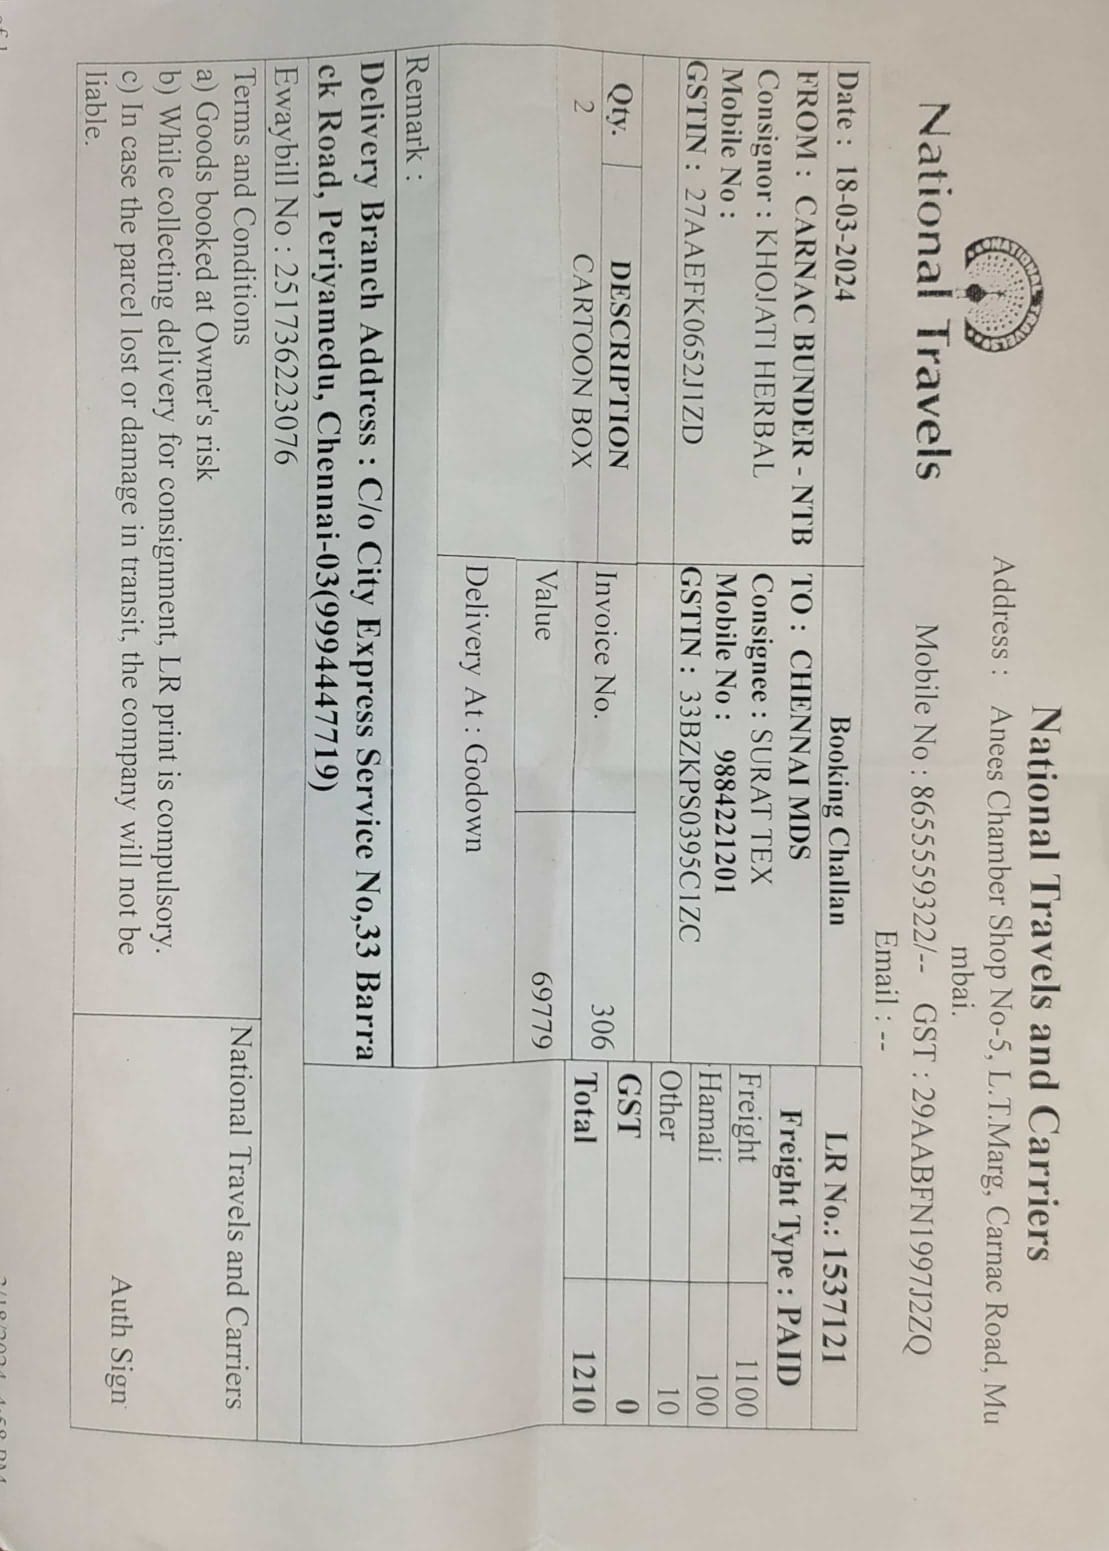 National Travels and Carriers
NATIONAL TRAVELS
National Travels
Address : Anees Chamber Shop No-5, L.T.Marg, Carnac Road, Mu
mbai.
Mobile No : 8655559322/-- GST : 29AABFN1997J2ZQ
Email : --
Date : 18-03-2024 Booking Challan LR No.: 1537121
FROM : CARNAC BUNDER - NTB TO : CHENNAI MDS Freight Type : PAID
Consignor : KHOJATI HERBAL Consignee : SURAT TEX Freight 1100
Mobile No : Mobile No : 9884221201 Hamali 100
GSTIN : 27AAEFK0652J1ZD GSTIN : 33BZKPS0395C1ZC Other 10
Qty. DESCRIPTION Invoice No. 306 GST 0
2 CARTOON BOX Value 69779 Total 1210
Delivery At : Godown
Remark :
Delivery Branch Address : C/o City Express Service No,33 Barra
ck Road, Periyamedu, Chennai-03(9994447719)
Ewaybill No : 251736223076
Terms and Conditions National Travels and Carriers
a) Goods booked at Owner's risk
b) While collecting delivery for consignment, LR print is compulsory.
c) In case the parcel lost or damage in transit, the company will not be
liable.
Auth Sign